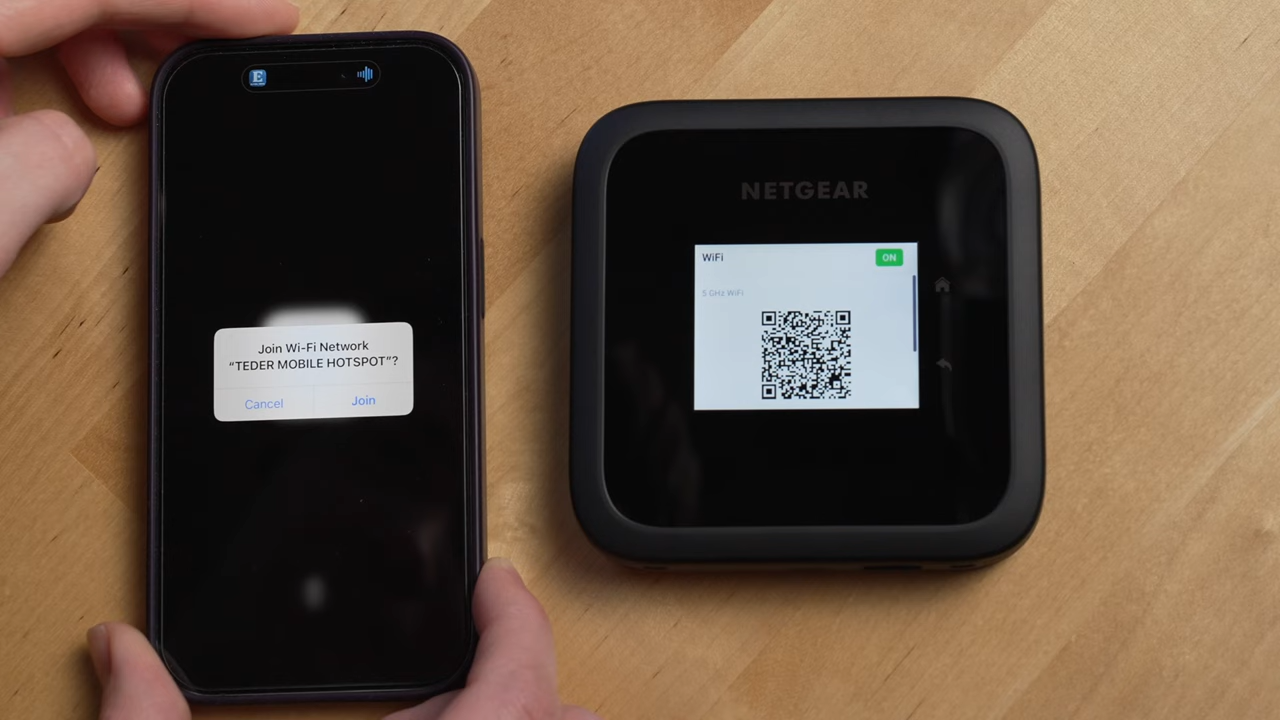 E
Join Wi-Fi Network
“TEDER MOBILE HOTSPOT”?
Cancel
Join
NETGEAR
WiFi
ON
5 GHz WiFi